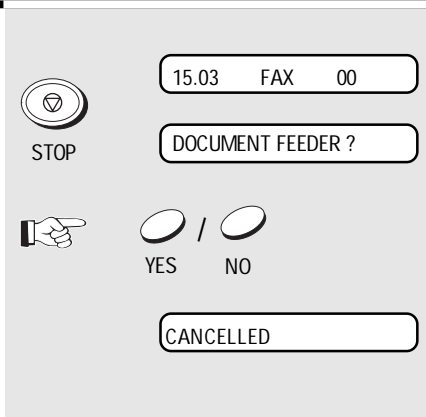 15.03 FAX 00
STOP
DOCUMENT FEEDER ?
YES / NO
CANCELLED